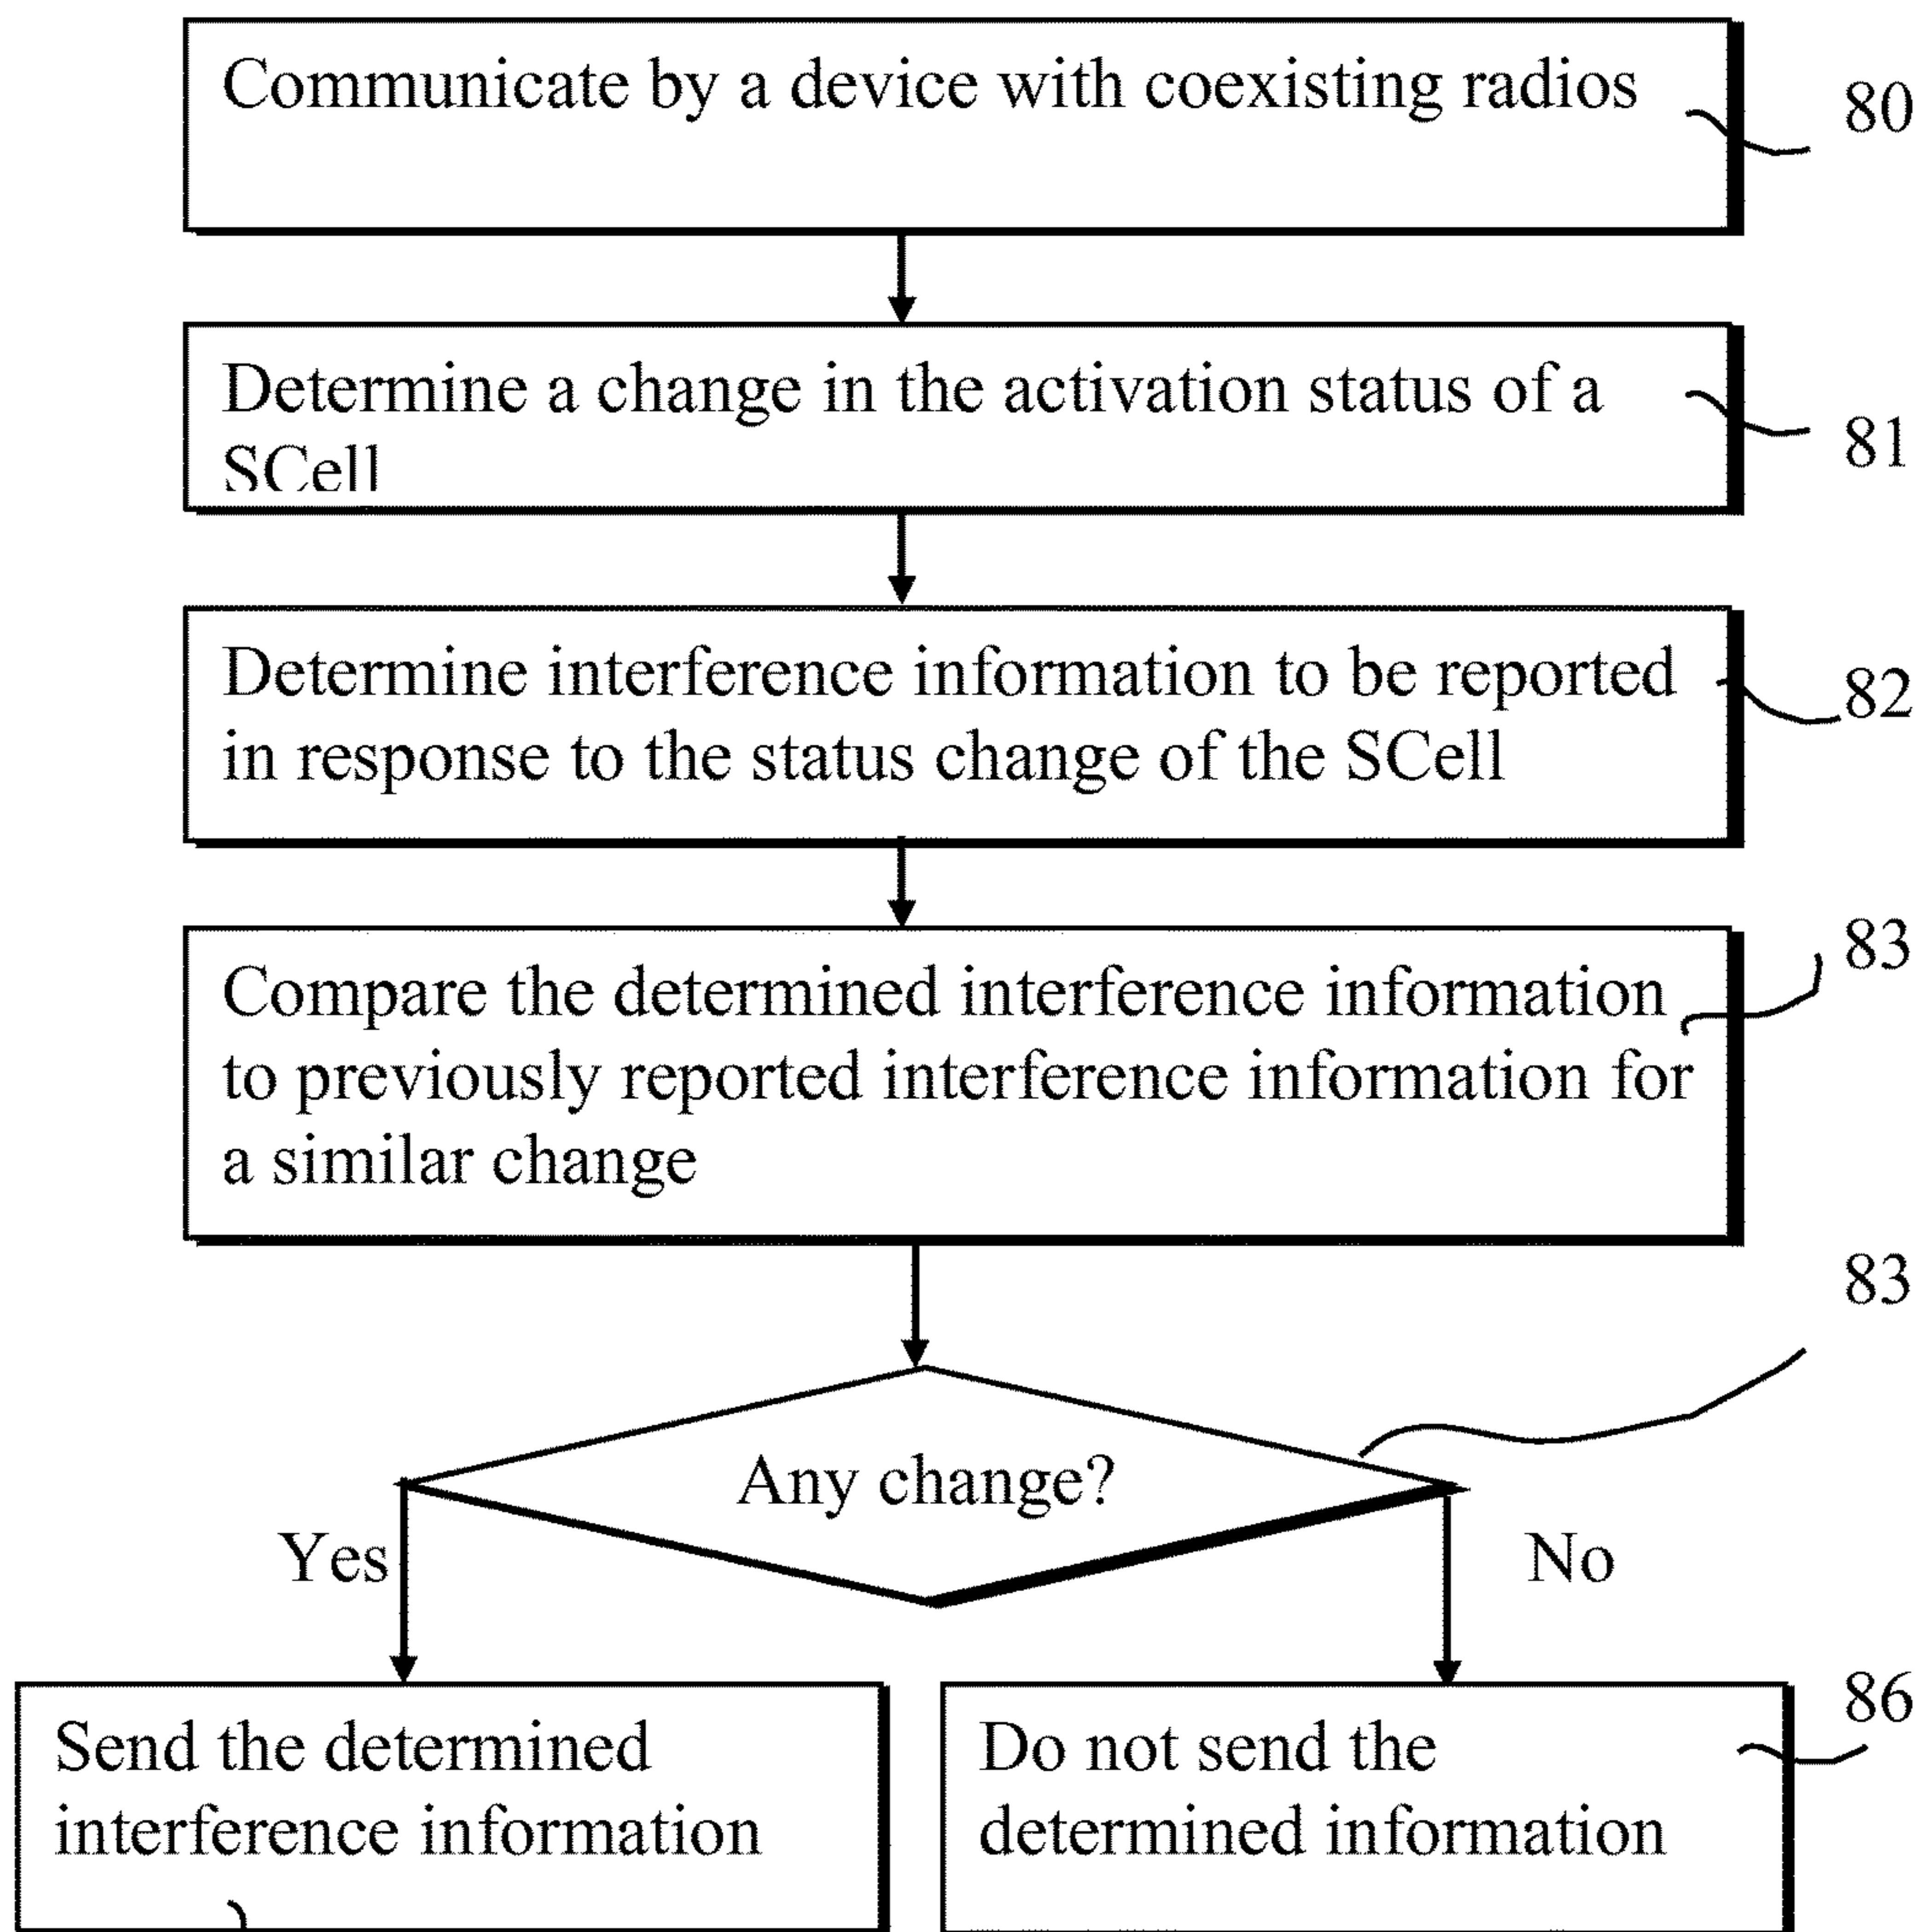 Communicate by a device with coexisting radios
80
Determine a change in the activation status of a
SCell
81
Determine interference information to be reported
in response to the status change of the SCell
82
Compare the determined interference information
to previously reported interference information for
a similar change
83
83
Any change?
Yes
No
Send the determined
interference information
Do not send the
determined information
86